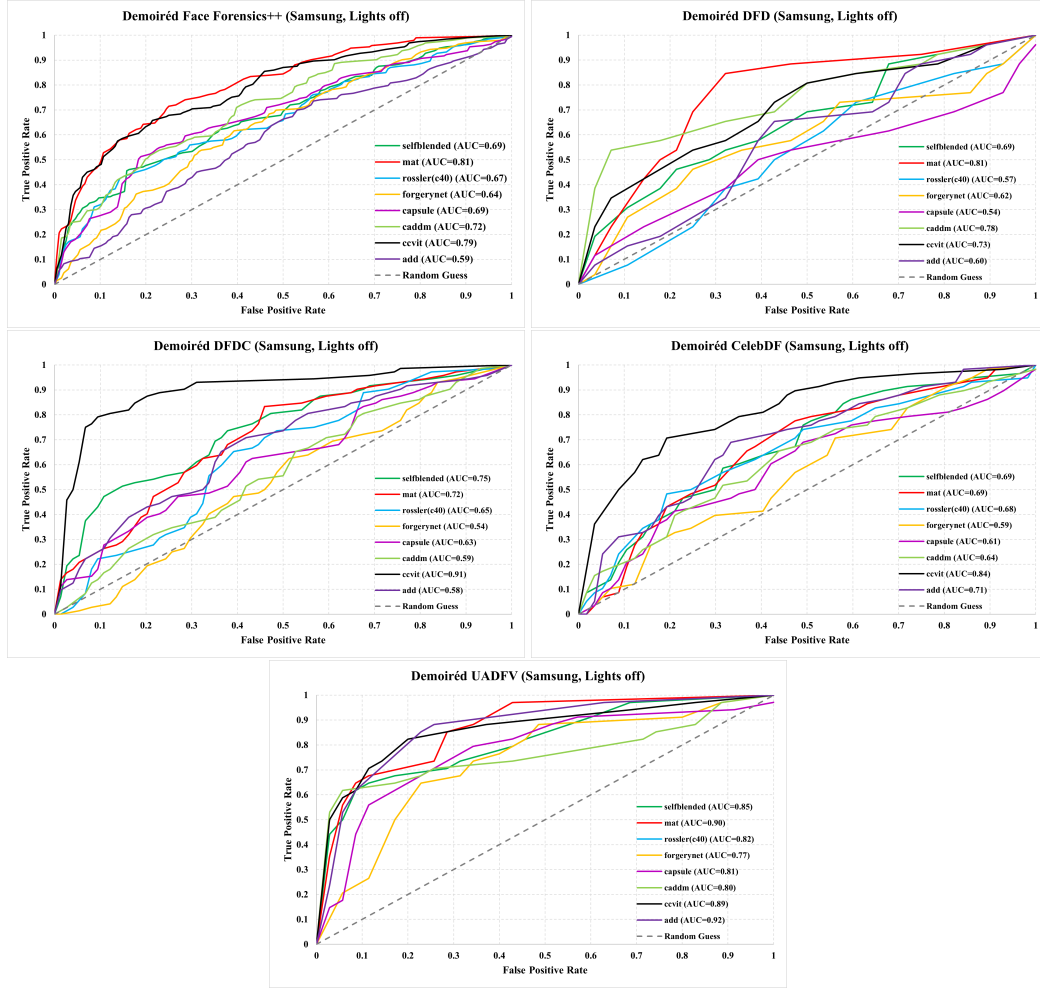 Demoiréd Face Forensics++ (Samsung, Lights off)
True Positive Rate
1
0.9
0.8
0.7
0.6
0.5
0.4
0.3
0.2
0.1
0
selfblended (AUC=0.69)
mat (AUC=0.81)
rossler(c40) (AUC=0.67)
forgerynet (AUC=0.64)
capsule (AUC=0.69)
caddm (AUC=0.72)
ccvit (AUC=0.79)
add (AUC=0.59)
Random Guess
0 0.1 0.2 0.3 0.4 0.5 0.6 0.7 0.8 0.9 1
False Positive Rate
Demoiréd DFD (Samsung, Lights off)
True Positive Rate
1
0.9
0.8
0.7
0.6
0.5
0.4
0.3
0.2
0.1
0
selfblended (AUC=0.69)
mat (AUC=0.81)
rossler(c40) (AUC=0.57)
forgerynet (AUC=0.62)
capsule (AUC=0.54)
caddm (AUC=0.78)
ccvit (AUC=0.73)
add (AUC=0.60)
Random Guess
0 0.1 0.2 0.3 0.4 0.5 0.6 0.7 0.8 0.9 1
False Positive Rate
Demoiréd DFDC (Samsung, Lights off)
True Positive Rate
1
0.9
0.8
0.7
0.6
0.5
0.4
0.3
0.2
0.1
0
selfblended (AUC=0.75)
mat (AUC=0.72)
rossler(c40) (AUC=0.65)
forgerynet (AUC=0.54)
capsule (AUC=0.63)
caddm (AUC=0.59)
ccvit (AUC=0.91)
add (AUC=0.58)
Random Guess
0 0.1 0.2 0.3 0.4 0.5 0.6 0.7 0.8 0.9 1
False Positive Rate
Demoiréd CelebDF (Samsung, Lights off)
True Positive Rate
1
0.9
0.8
0.7
0.6
0.5
0.4
0.3
0.2
0.1
0
selfblended (AUC=0.69)
mat (AUC=0.69)
rossler(c40) (AUC=0.68)
forgerynet (AUC=0.59)
capsule (AUC=0.61)
caddm (AUC=0.64)
ccvit (AUC=0.84)
add (AUC=0.71)
Random Guess
0 0.1 0.2 0.3 0.4 0.5 0.6 0.7 0.8 0.9 1
False Positive Rate
Demoiréd UADFV (Samsung, Lights off)
True Positive Rate
1
0.9
0.8
0.7
0.6
0.5
0.4
0.3
0.2
0.1
0
selfblended (AUC=0.85)
mat (AUC=0.90)
rossler(c40) (AUC=0.82)
forgerynet (AUC=0.77)
capsule (AUC=0.81)
caddm (AUC=0.80)
ccvit (AUC=0.89)
add (AUC=0.92)
Random Guess
0 0.1 0.2 0.3 0.4 0.5 0.6 0.7 0.8 0.9 1
False Positive Rate